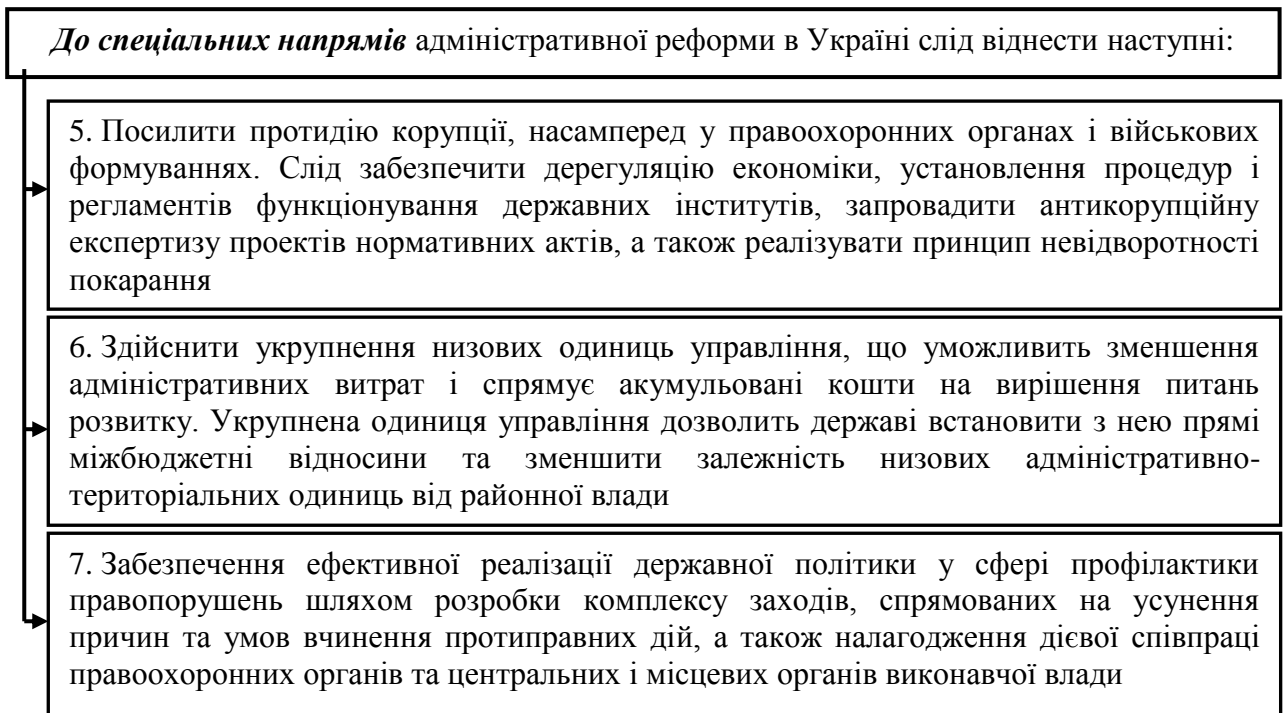 До спеціальних напрямів адміністративної реформи в Україні слід віднести наступні:
5. Посилити протидію корупції, насамперед у правоохоронних органах і військових
формуваннях. Слід забезпечити дерегуляцію економіки, установлення процедур і
регламентів функціонування державних інститутів, запровадити антикорупційну
експертизу проектів нормативних актів, а також реалізувати принцип невідворотності
покарання
6. Здійснити укрупнення низових одиниць управління, що уможливить зменшення
адміністративних витрат і спрямує акумульовані кошти на вирішення питань
розвитку. Укрупнена одиниця управління дозволить державі встановити з нею прямі
міжбюджетні відносини та зменшити залежність низових адміністративно-
територіальних одиниць від районної влади
7. Забезпечення ефективної реалізації державної політики у сфері профілактики
правопорушень шляхом розробки комплексу заходів, спрямованих на усунення
причин та умов вчинення протиправних дій, а також налагодження дієвої співпраці
правоохоронних органів та центральних і місцевих органів виконавчої влади